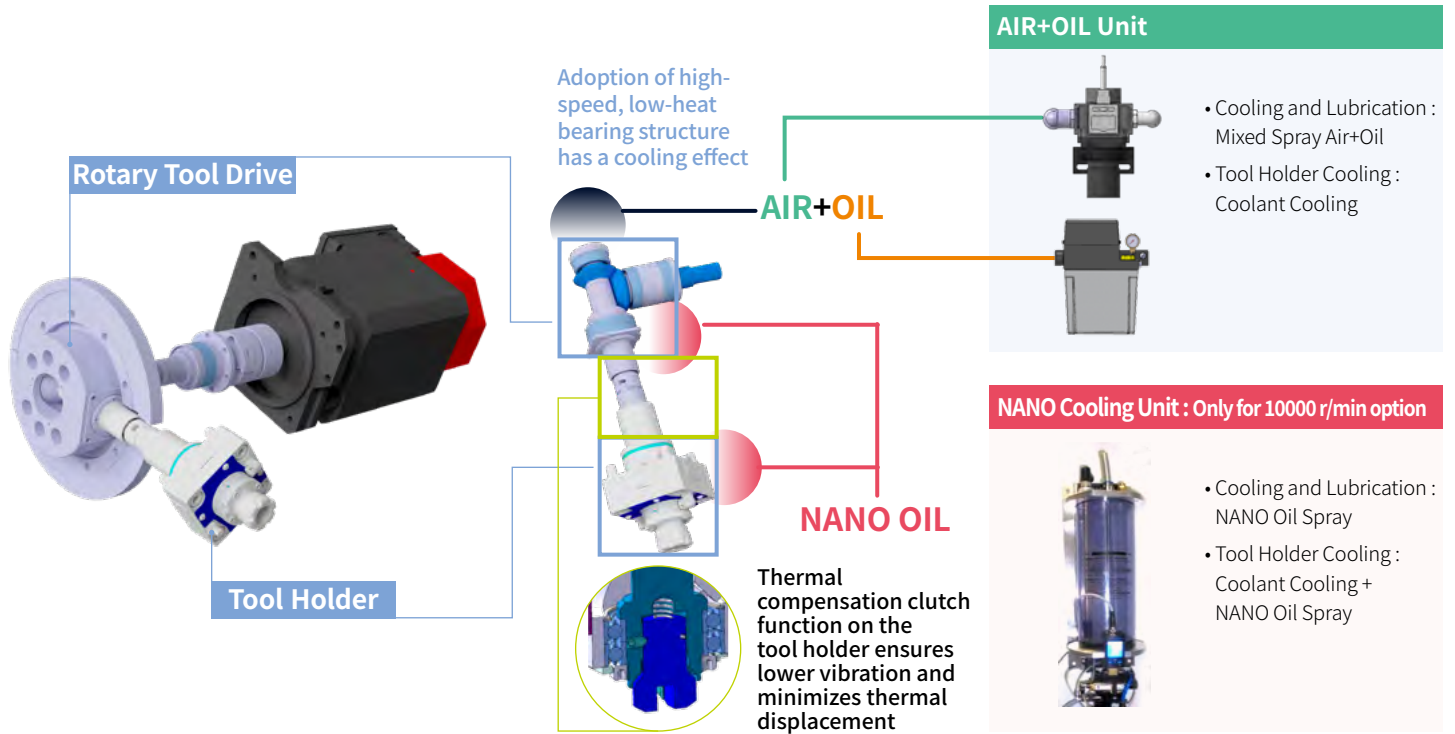 Rotary Tool Drive
Tool Holder
Adoption of high-
speed, low-heat
bearing structure
has a cooling effect
AIR+OIL
NANO OIL
Thermal
compensation clutch
function on the
tool holder ensures
lower vibration and
minimizes thermal
displacement
AIR+OIL Unit
• Cooling and Lubrication :
Mixed Spray Air+Oil
• Tool Holder Cooling :
Coolant Cooling
NANO Cooling Unit : Only for 10000 r/min option
• Cooling and Lubrication :
NANO Oil Spray
• Tool Holder Cooling :
Coolant Cooling +
NANO Oil Spray